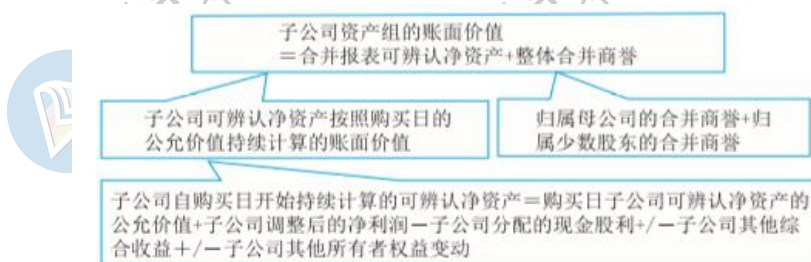 子公司资产组的账面价值
=合并报表可辨认净资产+整体合并商誉
子公司可辨认净资产按照购买日的
公允价值持续计算的账面价值
归属母公司的合并商誉+归
属少数股东的合并商誉
子公司自购买日开始持续计算的可辨认净资产=购买日子公司可辨认净资产的
公允价值+子公司调整后的净利润-子公司分配的现金股利+/-子公司其他综
合收益+/-子公司其他所有者权益变动